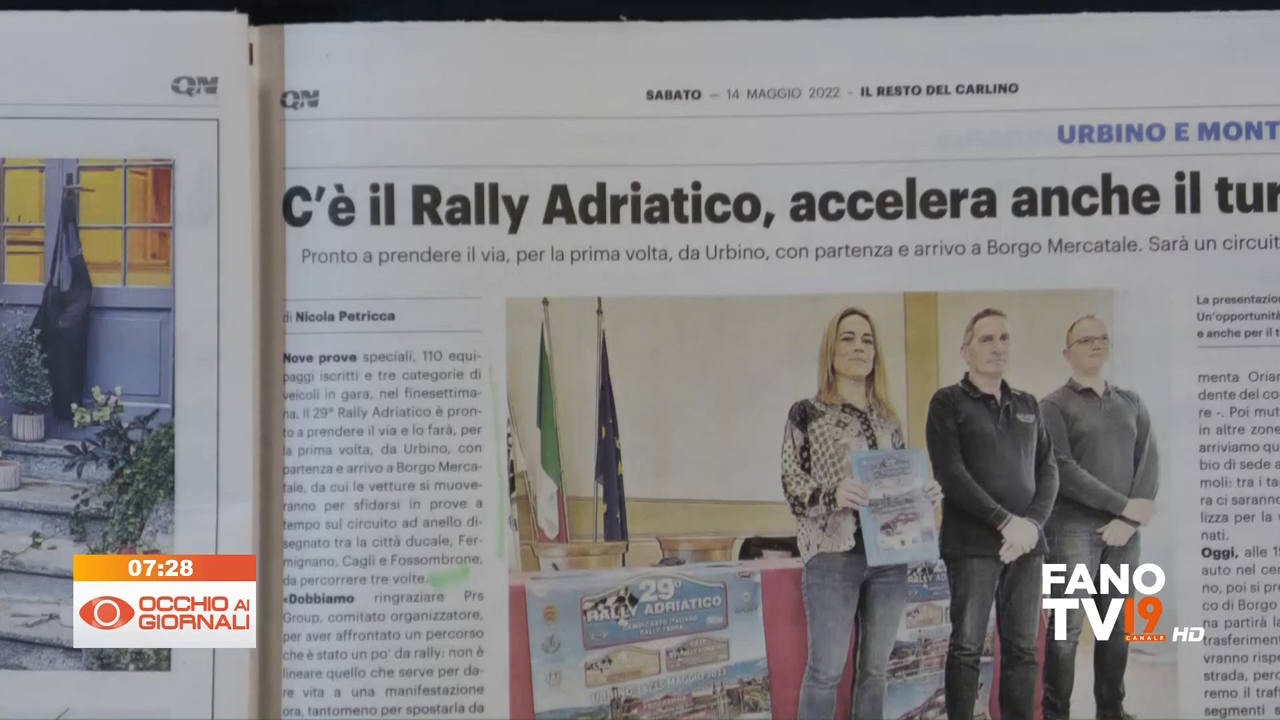 QN
QN
SABATO — 14 MAGGIO 2022 – IL RESTO DEL CARLINO
URBINO E MONT
C'è il Rally Adriatico, accelera anche il tur
Pronto a prendere il via, per la prima volta, da Urbino, con partenza e arrivo a Borgo Mercatale. Sarà un circuit
di Nicola Petricca
Nove prove speciali, 110 equi-
paggi iscritti e tre categorie di
veicoli in gara, nel finesettima-
na. Il 29° Rally Adriatico è pron-
to a prendere il via e lo farà, per
la prima volta, da Urbino, con
partenza e arrivo a Borgo Merca-
tale, da cui le vetture si muove-
ranno per sfidarsi in prove a
tempo sul circuito ad anello di-
segnato tra la città ducale, Fer-
mignano, Cagli e Fossombrone,
da percorrere tre volte.
«Dobbiamo ringraziare Prs
Group, comitato organizzatore,
per aver affrontato un percorso
che è stato un po' da rally: non è
lineare quello che serve per da-
re vita a una manifestazione
ora, tantomeno per spostarla da
29°
RALLY ADRIATICO
CAMPIONATO ITALIANO
RALLY TERRA
La presentazion
Un'opportunità
e anche per il t
menta Orian
dente del co
re -. Poi mut
in altre zone
arriviamo qu
bio di sede a
moli: tra i ta
ra ci saranno
lizza per la
nati.
Oggi, alle 1
auto nel cen
no, poi si pr
co di Borgo
na partirà la
trasferimen
vranno rispe
strada, perc
remo il traf
segmenti
07:28
OCCHIO AI
GIORNALI
FANO
TV19
CANALE HD